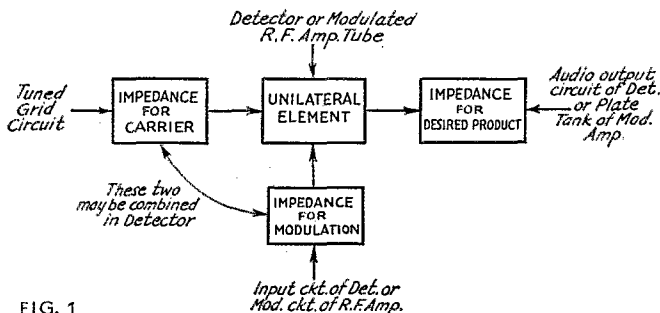 Detector or Modulated
R.F. Amp. Tube
Tuned
Grid
Circuit
IMPEDANCE
FOR
CARRIER
UNILATERAL
ELEMENT
IMPEDANCE
FOR
DESIRED PRODUCT
Audio output
circuit of Det.
or Plate
Tank of Mod.
Amp.
These two
may be combined
in Detector
IMPEDANCE
FOR
MODULATION
Input ckt. of Det. or
Mod. ckt. of R.F. Amp.
FIG. 1